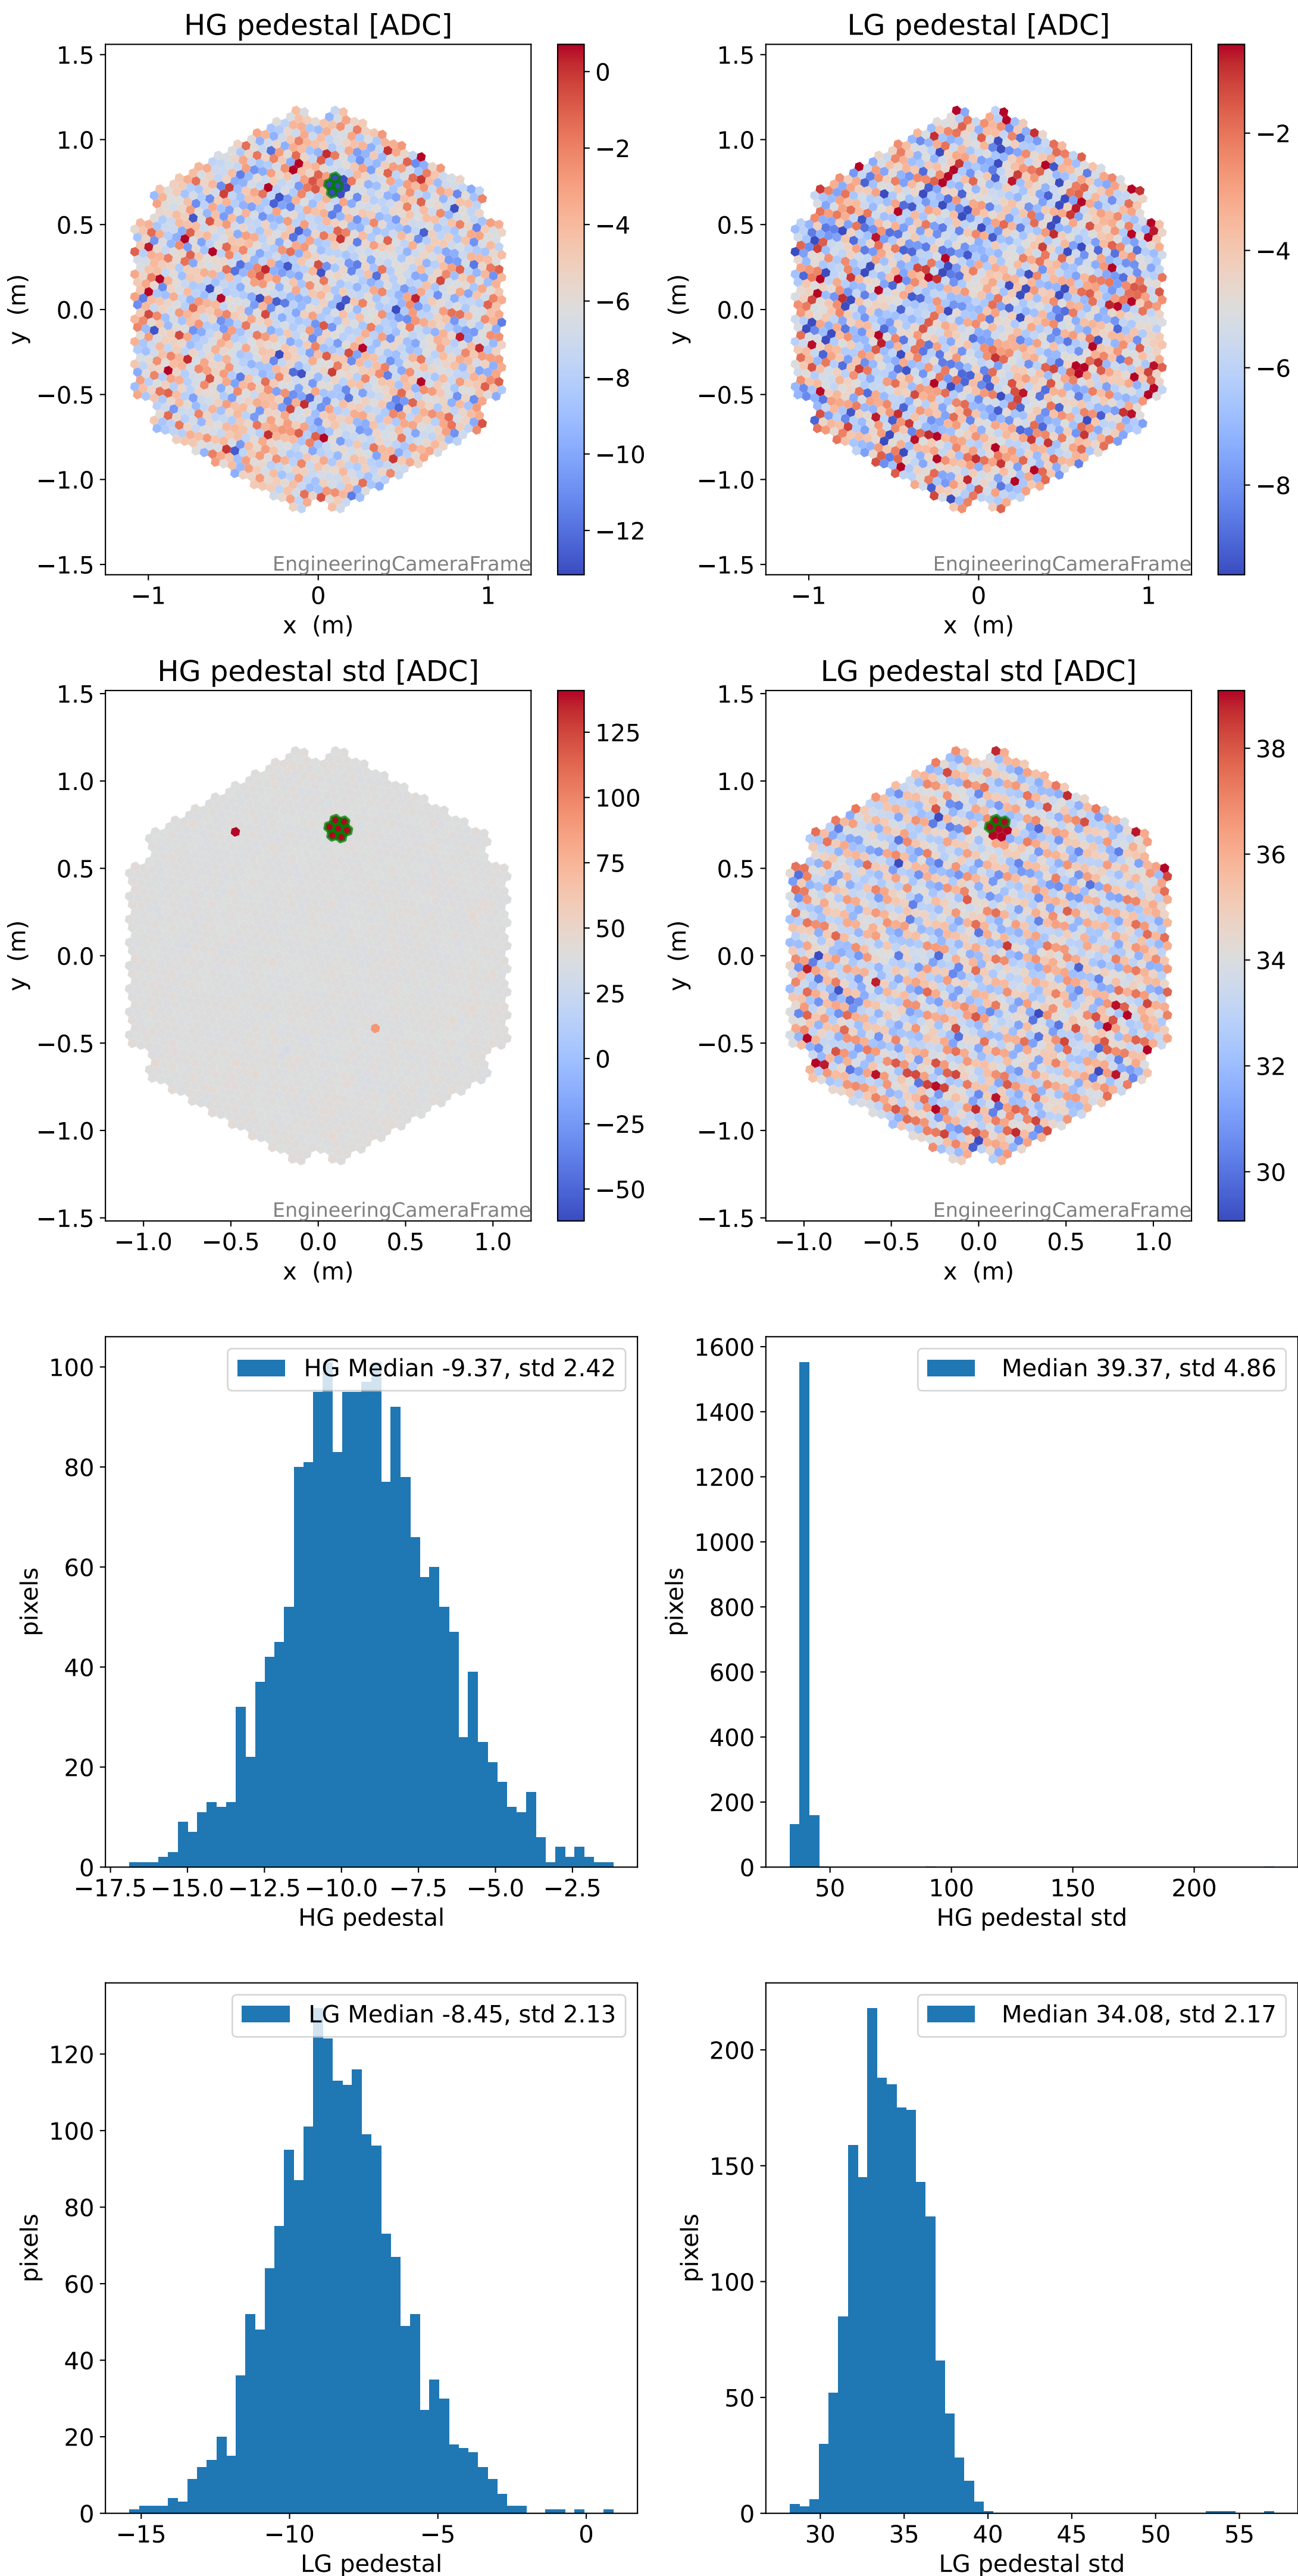 HG pedestal [ADC]
LG pedestal [ADC]
1.5
1.0
0.5
0.0
−0.5
−1.0
−1.5
y (m)
−1
0
1
x (m)
EngineeringCameraFrame
0
−2
−4
−6
−8
−10
−12
1.5
1.0
0.5
0.0
−0.5
−1.0
−1.5
y (m)
−1
0
1
x (m)
EngineeringCameraFrame
−2
−4
−6
−8
HG pedestal std [ADC]
LG pedestal std [ADC]
1.5
1.0
0.5
0.0
−0.5
−1.0
−1.5
y (m)
−1.0 −0.5 0.0 0.5 1.0
x (m)
EngineeringCameraFrame
125
100
75
50
25
0
−25
−50
1.5
1.0
0.5
0.0
−0.5
−1.0
−1.5
y (m)
−1.0 −0.5 0.0 0.5 1.0
x (m)
EngineeringCameraFrame
38
36
34
32
30
HG Median -9.37, std 2.42
100
80
60
40
20
0
pixels
−17.5 −15.0 −12.5 −10.0 −7.5 −5.0 −2.5
HG pedestal
Median 39.37, std 4.86
1600
1400
1200
1000
800
600
400
200
0
pixels
50 100 150 200
HG pedestal std
LG Median -8.45, std 2.13
120
100
80
60
40
20
0
pixels
−15 −10 −5 0
LG pedestal
Median 34.08, std 2.17
200
150
100
50
0
pixels
30 35 40 45 50 55
LG pedestal std